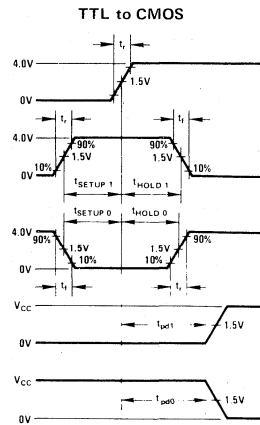 TTL to CMOS
tr
4.0V
1.5V
0V
tr
tf
4.0V
90%
90%
1.5V
1.5V
10%
10%
0V
tSETUP 1
tHOLD 1
tSETUP 0
tHOLD 0
4.0V
90%
90%
1.5V
1.5V
10%
10%
0V
tf
tr
VCC
tpd1
1.5V
0V
VCC
tpd0
1.5V
0V